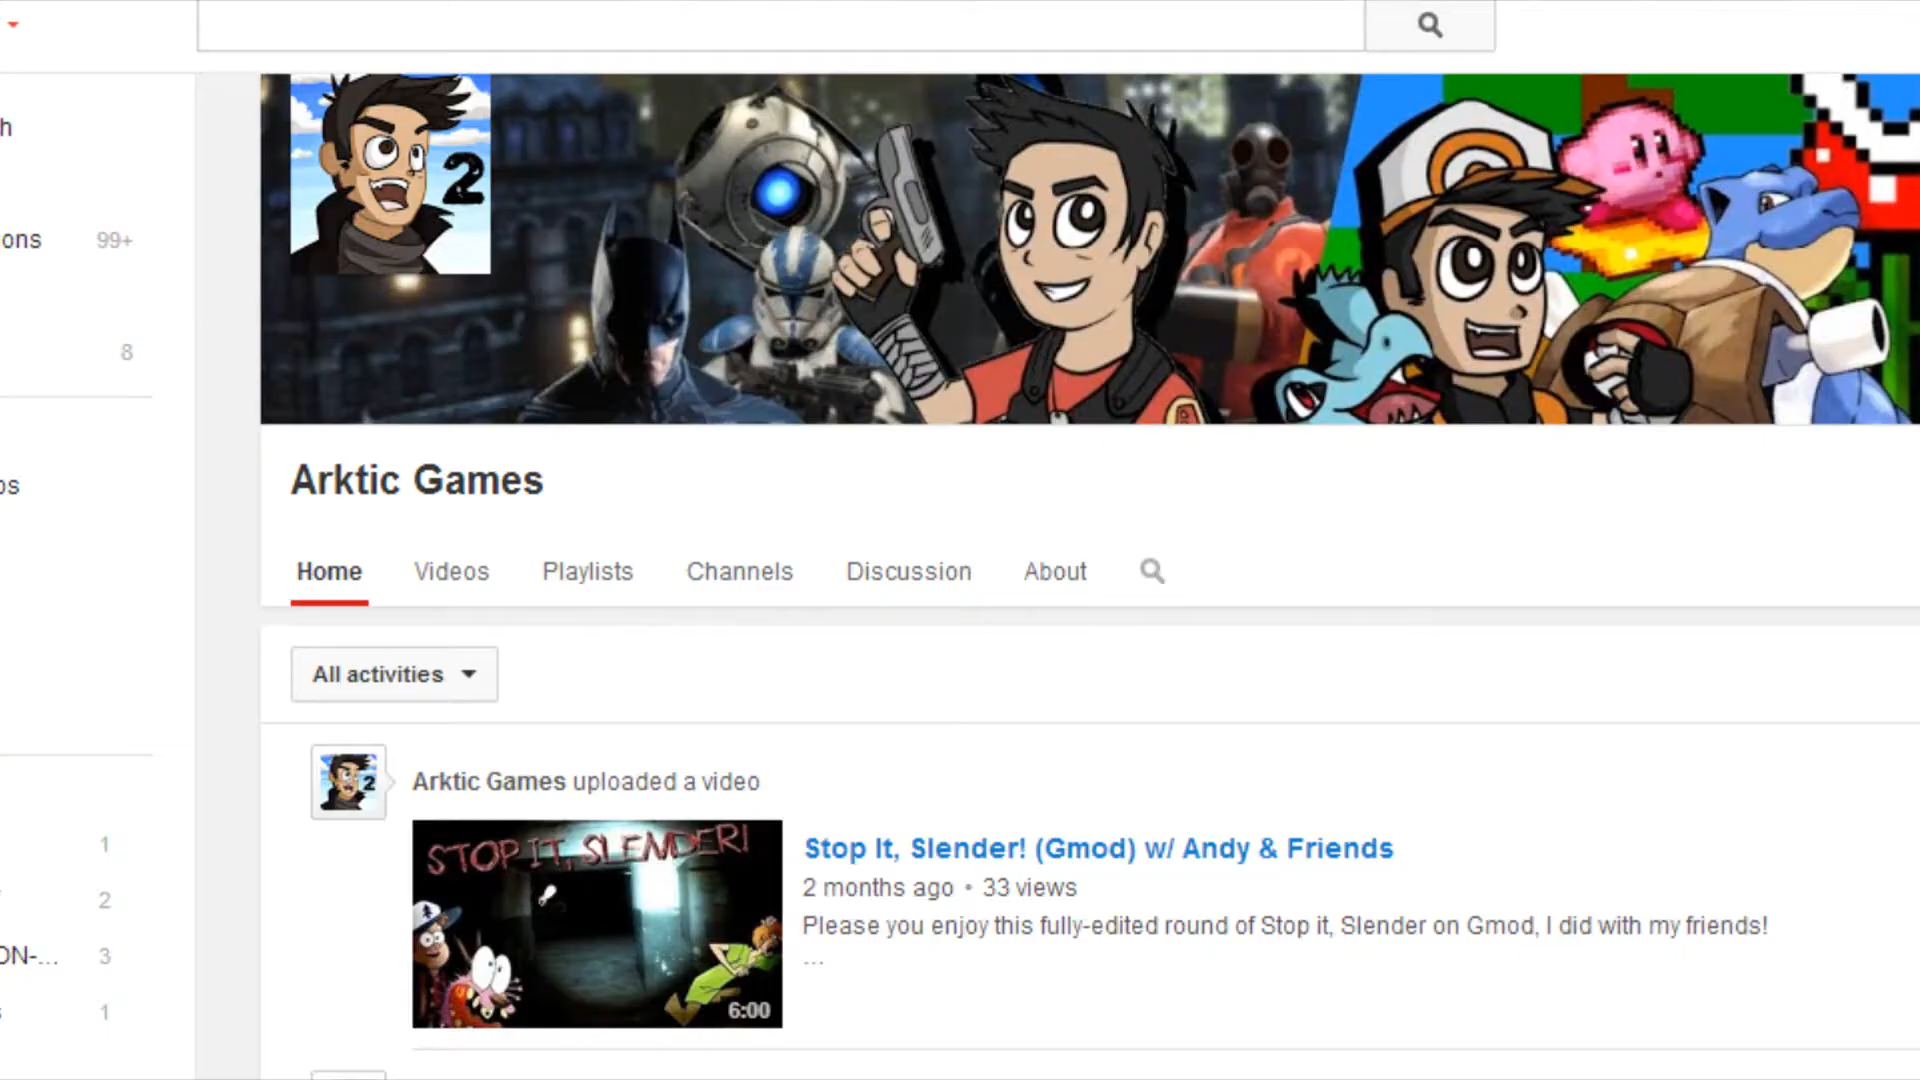 h
ons 99+
8
os
2
Arktic Games
Home Videos Playlists Channels Discussion About
All activities
2
Arktic Games uploaded a video
STOP IT, SLENDER!
6:00
Stop It, Slender! (Gmod) w/ Andy & Friends
2 months ago • 33 views
Please you enjoy this fully-edited round of Stop it, Slender on Gmod, I did with my friends!
...
1
2
ON-... 3
1